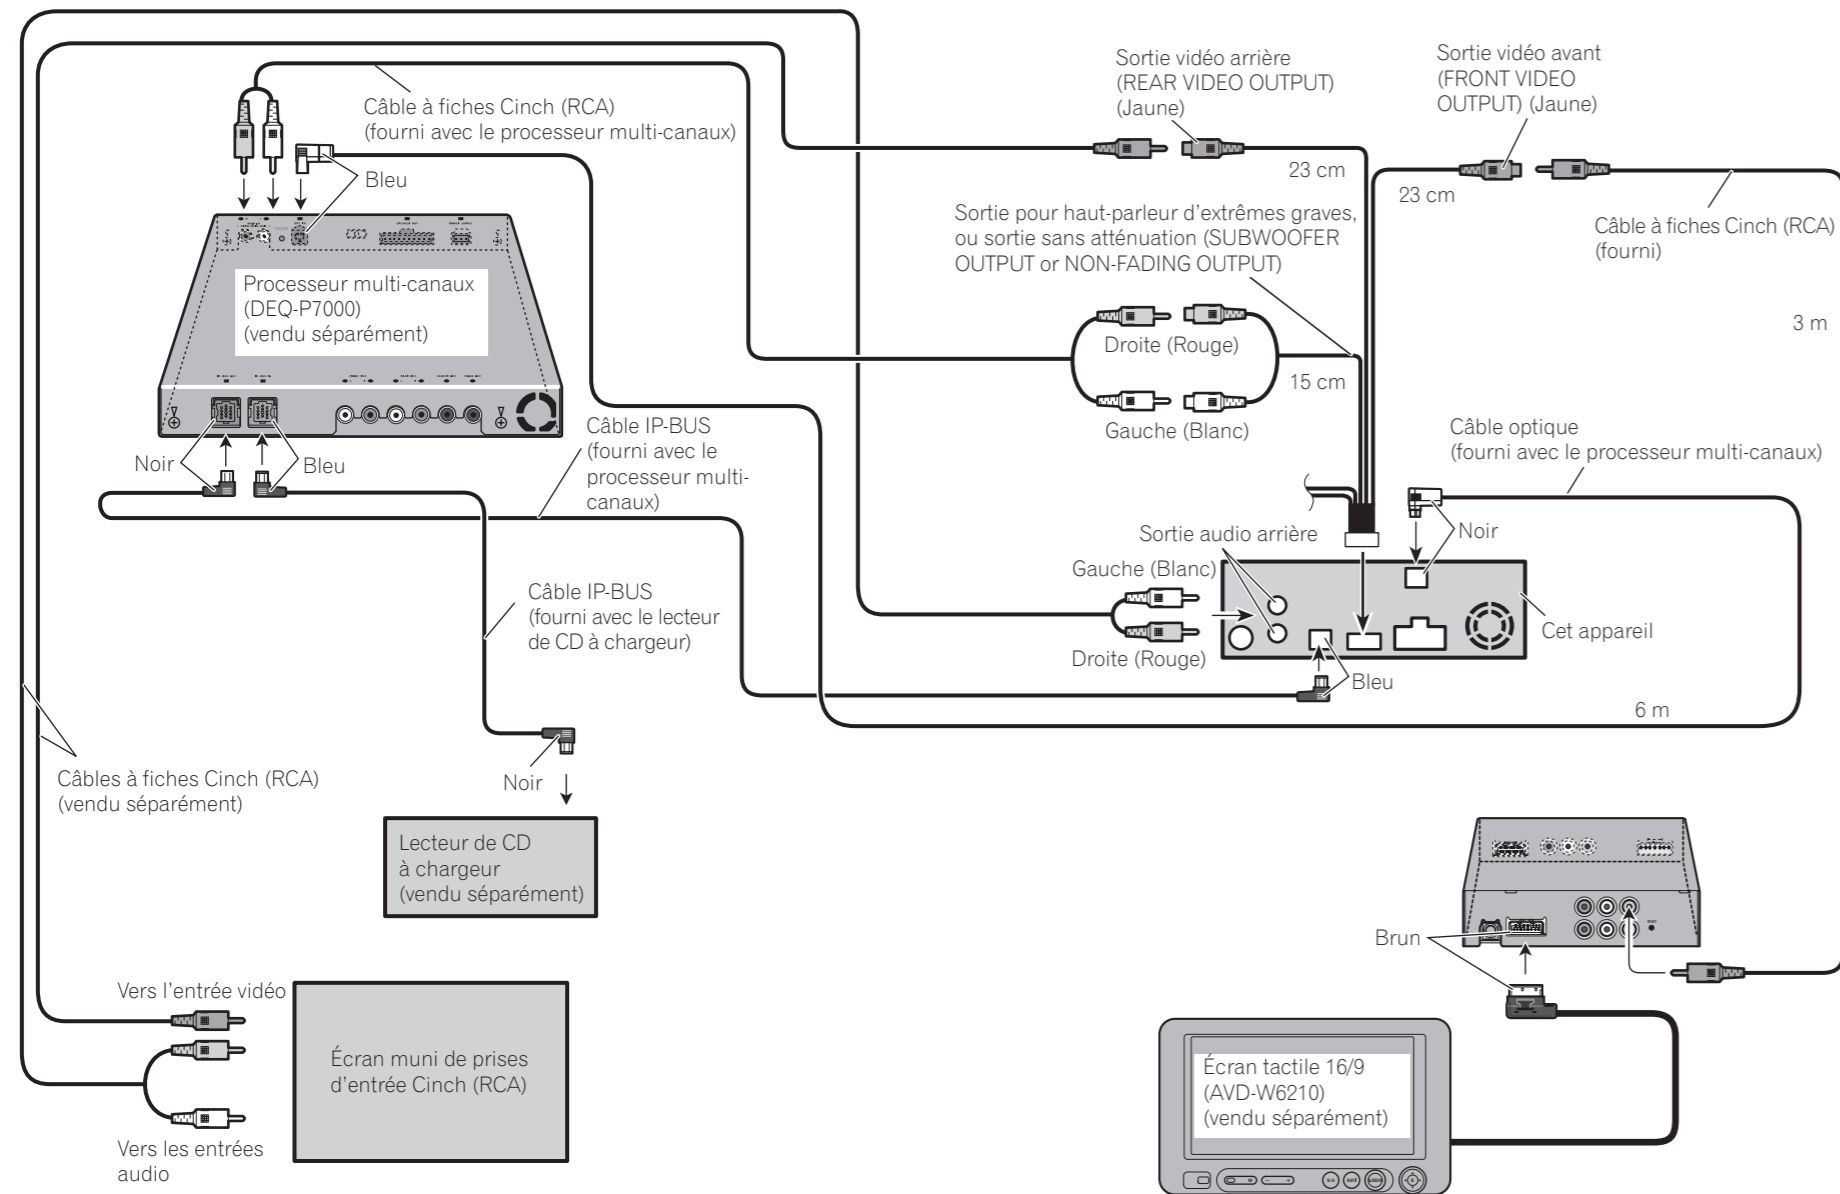 Sortie vidéo arrière
(REAR VIDEO OUTPUT)
(Jaune)
Sortie vidéo avant
(FRONT VIDEO
OUTPUT) (Jaune)
Câble à fiches Cinch (RCA)
(fourni avec le processeur multi-canaux)
Bleu
23 cm
23 cm
Câble à fiches Cinch (RCA)
(fourni)
Sortie pour haut-parleur d'extrêmes graves,
ou sortie sans atténuation (SUBWOOFER
OUTPUT or NON-FADING OUTPUT)
Processeur multi-canaux
(DEQ-P7000)
(vendu séparément)
3 m
Droite (Rouge)
15 cm
Gauche (Blanc)
Câble IP-BUS
(fourni avec le
processeur multi-
canaux)
Câble optique
(fourni avec le processeur multi-canaux)
Noir
Bleu
Noir
Sortie audio arrière
Gauche (Blanc)
Droite (Rouge)
Cet appareil
Bleu
Câble IP-BUS
(fourni avec le lecteur
de CD à chargeur)
6 m
Câbles à fiches Cinch (RCA)
(vendu séparément)
Noir
Lecteur de CD
à chargeur
(vendu séparément)
Brun
Vers l'entrée vidéo
Écran muni de prises
d'entrée Cinch (RCA)
Vers les entrées
audio
Écran tactile 16/9
(AVD-W6210)
(vendu séparément)